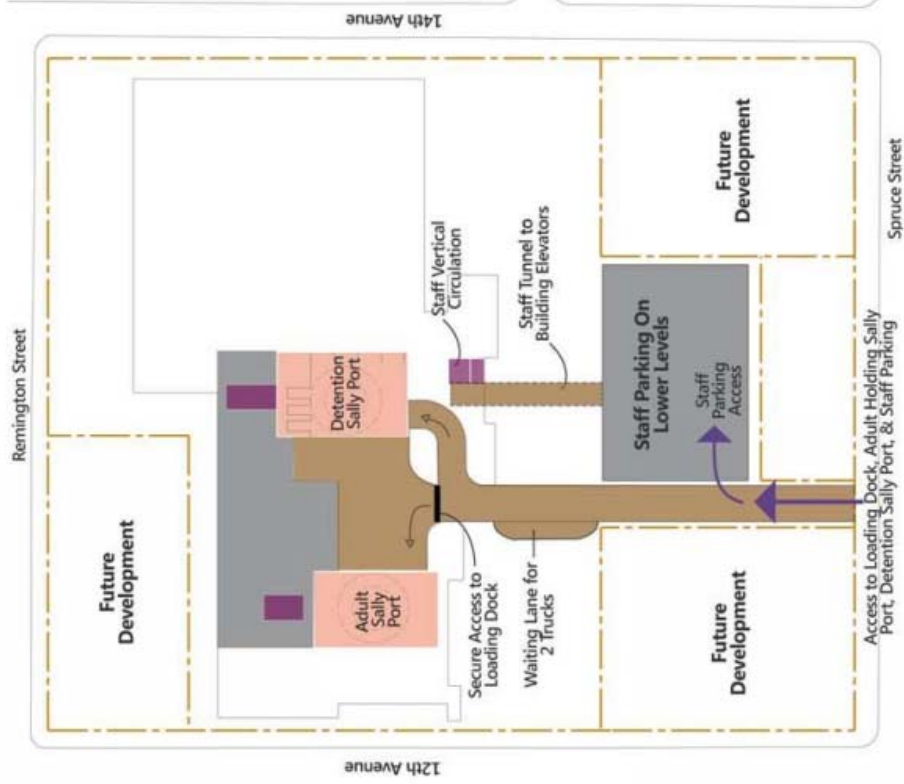 14th Avenue
Remington Street
Future
Development
Detention
Sally Port
Adult
Sally
Port
Staff Vertical
Circulation
Staff Tunnel to
Building Elevators
Secure Access to
Loading Dock
Waiting Lane for
2 Trucks
Staff Parking On
Lower Levels
Staff
Parking
Access
Future
Development
Future
Development
Spruce Street
Access to Loading Dock, Adult Holding Sally
Port, Detention Sally Port, & Staff Parking
12th Avenue